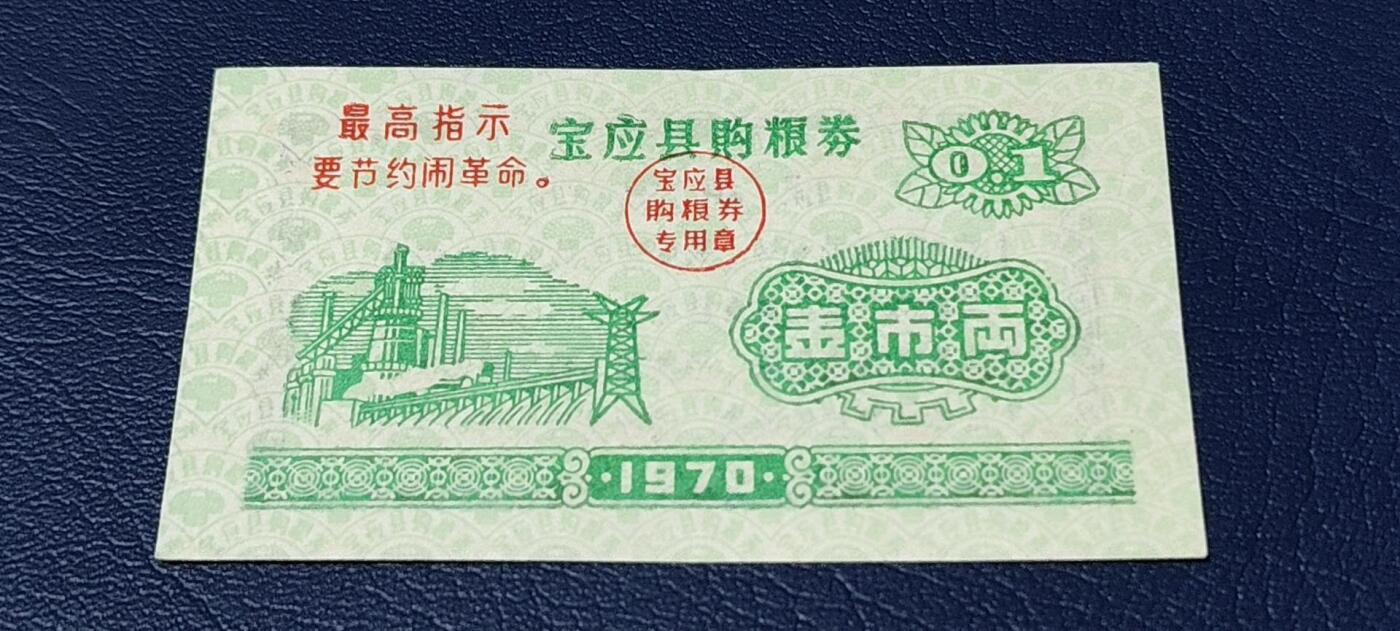 最高指示
要节约闹革命。
宝应县购粮券
0.1
宝应县
购粮券
专用章
壹市两
·1970·